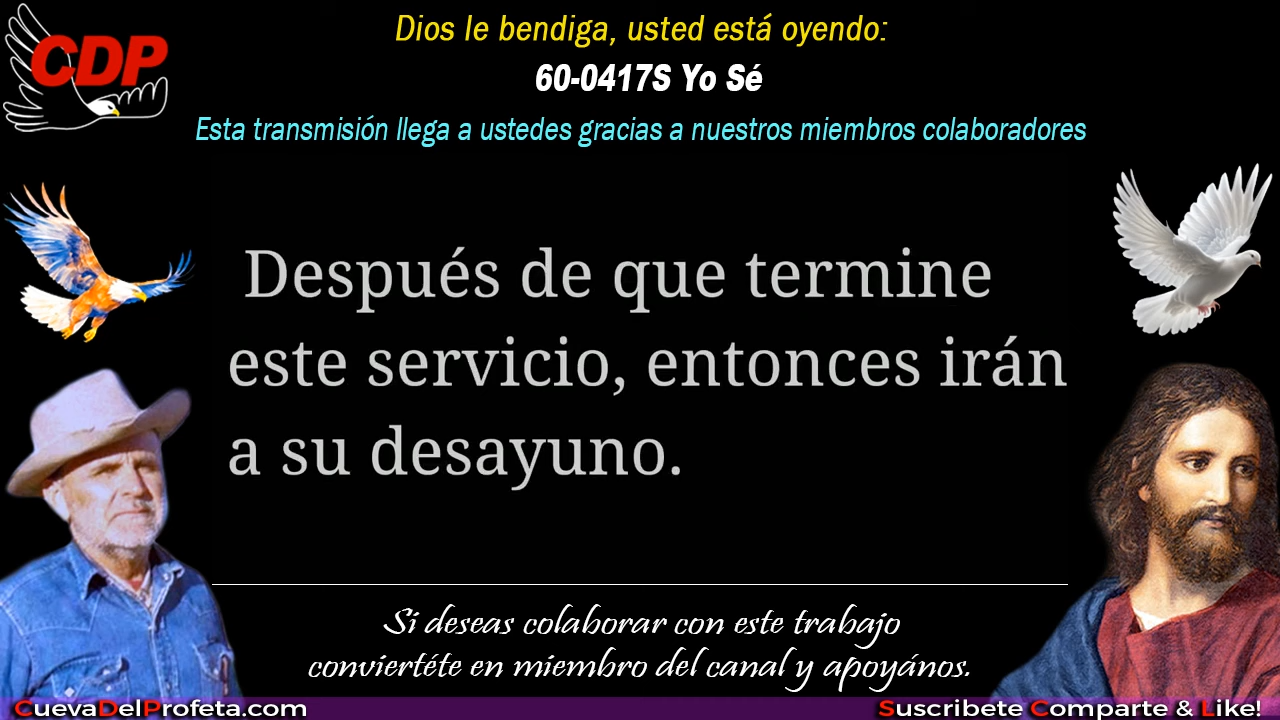 CDP
Dios le bendiga, usted está oyendo:
60-0417S Yo Sé
Esta transmisión llega a ustedes gracias a nuestros miembros colaboradores
Después de que termine
este servicio, entonces irán
a su desayuno.
Si deseas colaborar con este trabajo
conviertéte en miembro del canal y apoyános.
CuevaDelProfeta.com
Suscribete Comparte & Like!